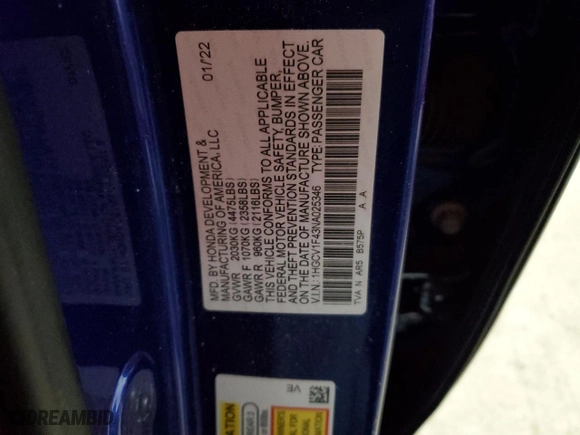 MFD. BY HONDA DEVELOPMENT &
MANUFACTURING OF AMERICA, LLC 01/'22
GVWR 2030KG(4475LBS)
GAWR F 1070KG(2358LBS)
GAWR R 960KG(2116LBS)
THIS VEHICLE CONFORMS TO ALL APPLICABLE
FEDERAL MOTOR VEHICLE SAFETY, BUMPER,
AND THEFT PREVENTION STANDARDS IN EFFECT
ON THE DATE OF MANUFACTURE SHOWN ABOVE.
V.I.N.: 1HGCV1F43NA025346 TYPE:PASSENGER CAR
TVA N AR5 B575P A .A
DREAMBID